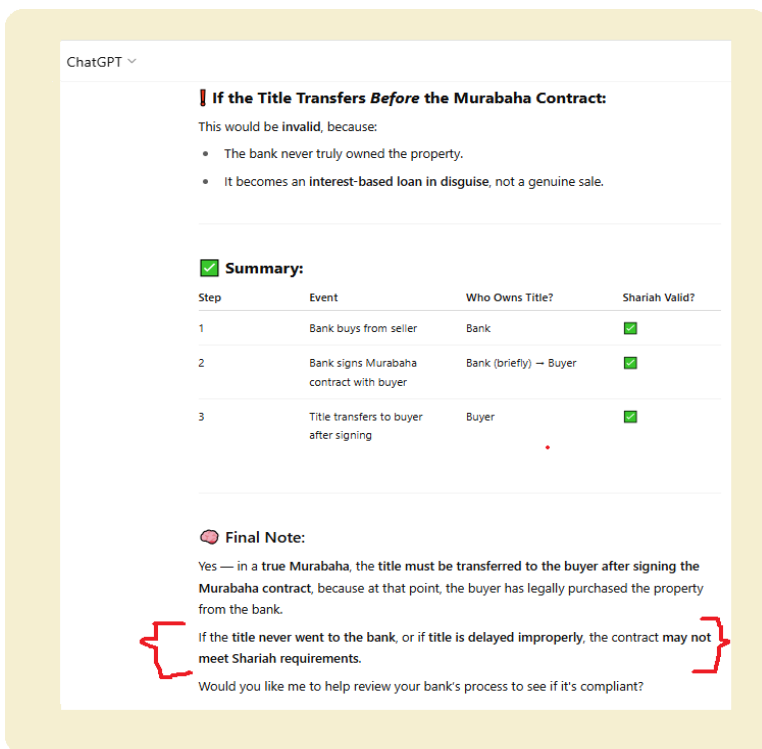 ChatGPT
❗ If the Title Transfers Before the Murabaha Contract:
This would be invalid, because:
• The bank never truly owned the property.
• It becomes an interest-based loan in disguise, not a genuine sale.
✅ Summary:
Step Event Who Owns Title? Shariah Valid?
1 Bank buys from seller Bank ✅
2 Bank signs Murabaha Bank (briefly) → Buyer ✅
contract with buyer
3 Title transfers to buyer Buyer ✅
after signing
🧠 Final Note:
Yes — in a true Murabaha, the title must be transferred to the buyer after signing the
Murabaha contract, because at that point, the buyer has legally purchased the property
from the bank.
If the title never went to the bank, or if title is delayed improperly, the contract may not
meet Shariah requirements.
Would you like me to help review your bank's process to see if it's compliant?